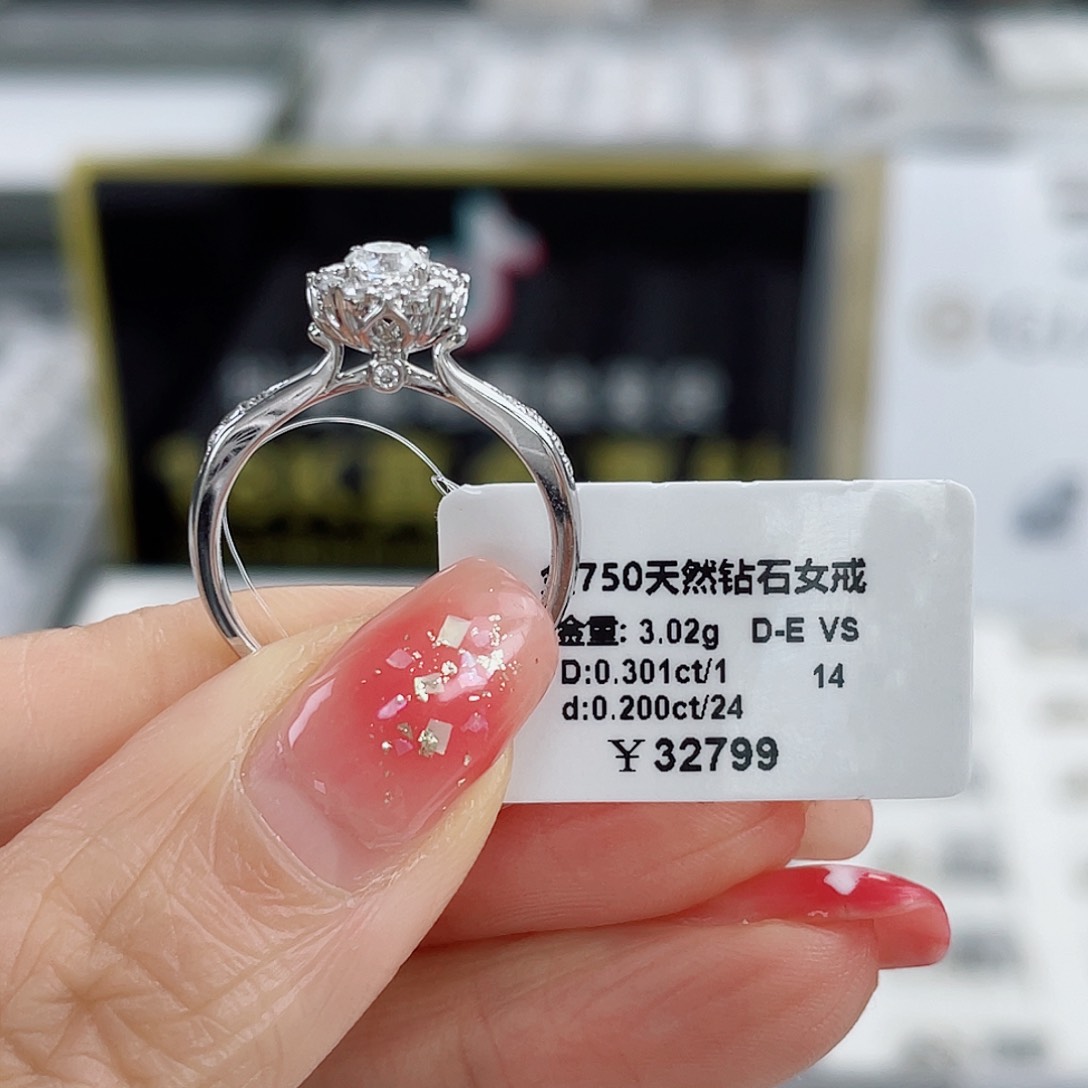 750天然钻石女戒
金重: 3.02g D-E VS
D:0.301ct/1 14
d:0.200ct/24
¥32799